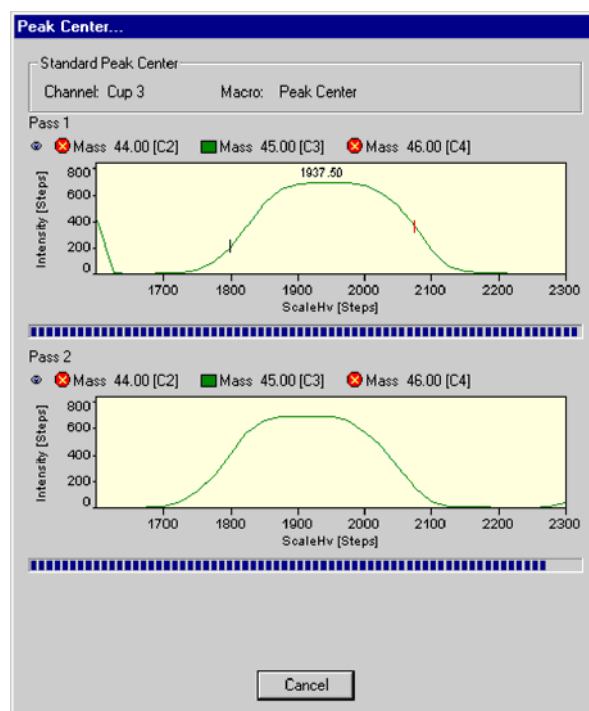 Peak Center...
Standard Peak Center
Channel: Cup 3 Macro: Peak Center
Pass 1
Mass 44.00 [C2] Mass 45.00 [C3] Mass 46.00 [C4]
1937.50
800
600
400
200
0
Intensity [Steps]
1700 1800 1900 2000 2100 2200 2300
ScaleHv [Steps]
Pass 2
Mass 44.00 [C2] Mass 45.00 [C3] Mass 46.00 [C4]
800
600
400
200
0
Intensity [Steps]
1700 1800 1900 2000 2100 2200 2300
ScaleHv [Steps]
Cancel